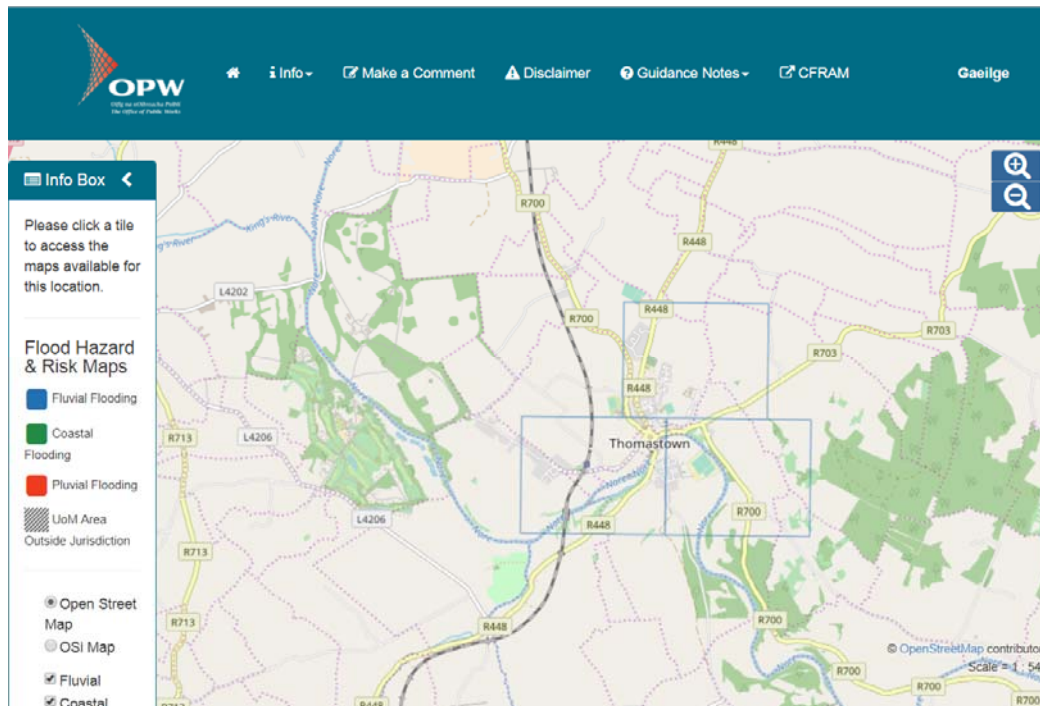 OPW
Oifig na nOibreacha Poiblí
The Office of Public Works
Info
Make a Comment
Disclaimer
Guidance Notes
CFRAM
Gaeilge
Info Box
Please click a tile
to access the
maps available for
this location.
Flood Hazard
& Risk Maps
Fluvial Flooding
Coastal
Flooding
Pluvial Flooding
UoM Area
Outside Jurisdiction
Open Street
Map
OSI Map
Fluvial
Coastal
R448
Nore
King's River
R700
R448
L4202
R448
R700
R703
R703
R448
R713
L4206
Thomastown
Nore
L4206
R448
R700
R713
R713
R448
R700
© OpenStreetMap contributor
Scale = 1 : 54
R700
R700
R700
R713
R448